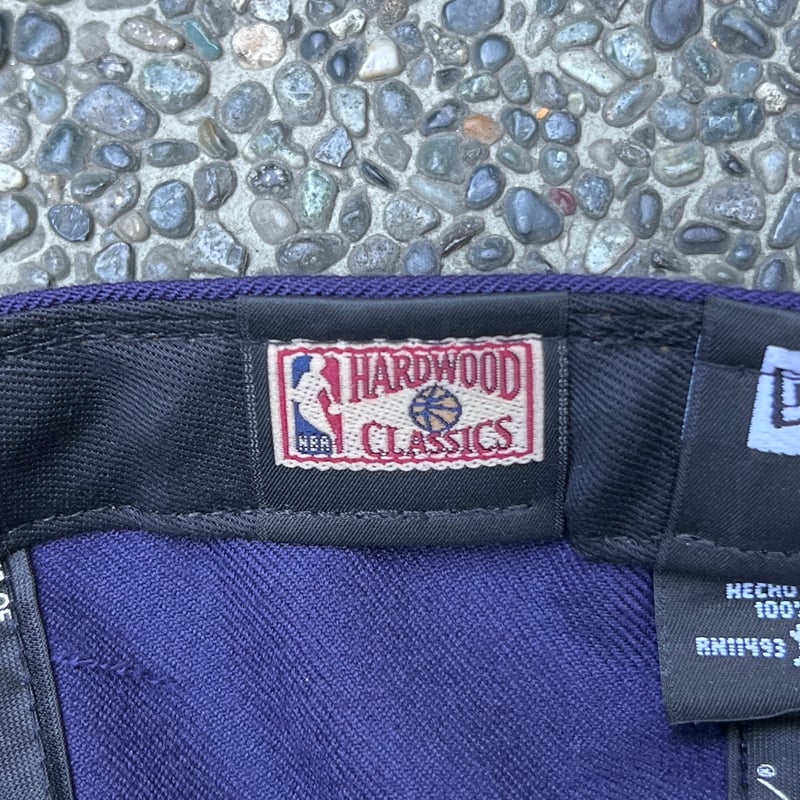 HARDWOOD
CLASSICS
NBA
HECHO
100%
RN11493
®